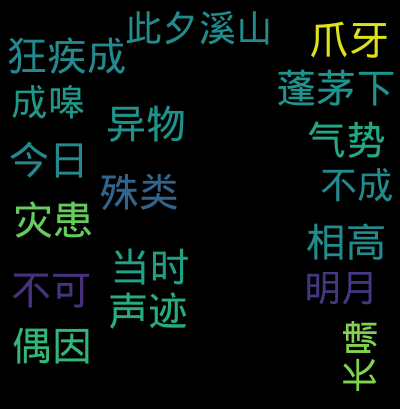 此夕溪山
爪牙
狂疾成
蓬茅下
成嗥
异物
气势
今日
不成
殊类
灾患
相高
当时
不可
明月
声迹
偶因
长啸